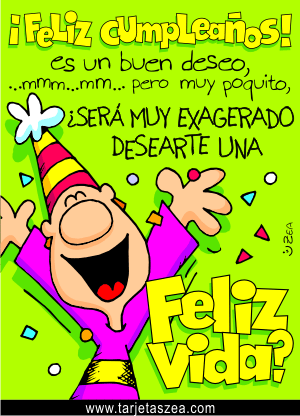 ¡Feliz cumpleaños!
es un buen deseo,
...mmm...mm... pero muy poquito,
¿SERÁ MUY EXAGERADO
DESEARTE UNA
Feliz
vida?
ZEA
www.tarjetaszea.com